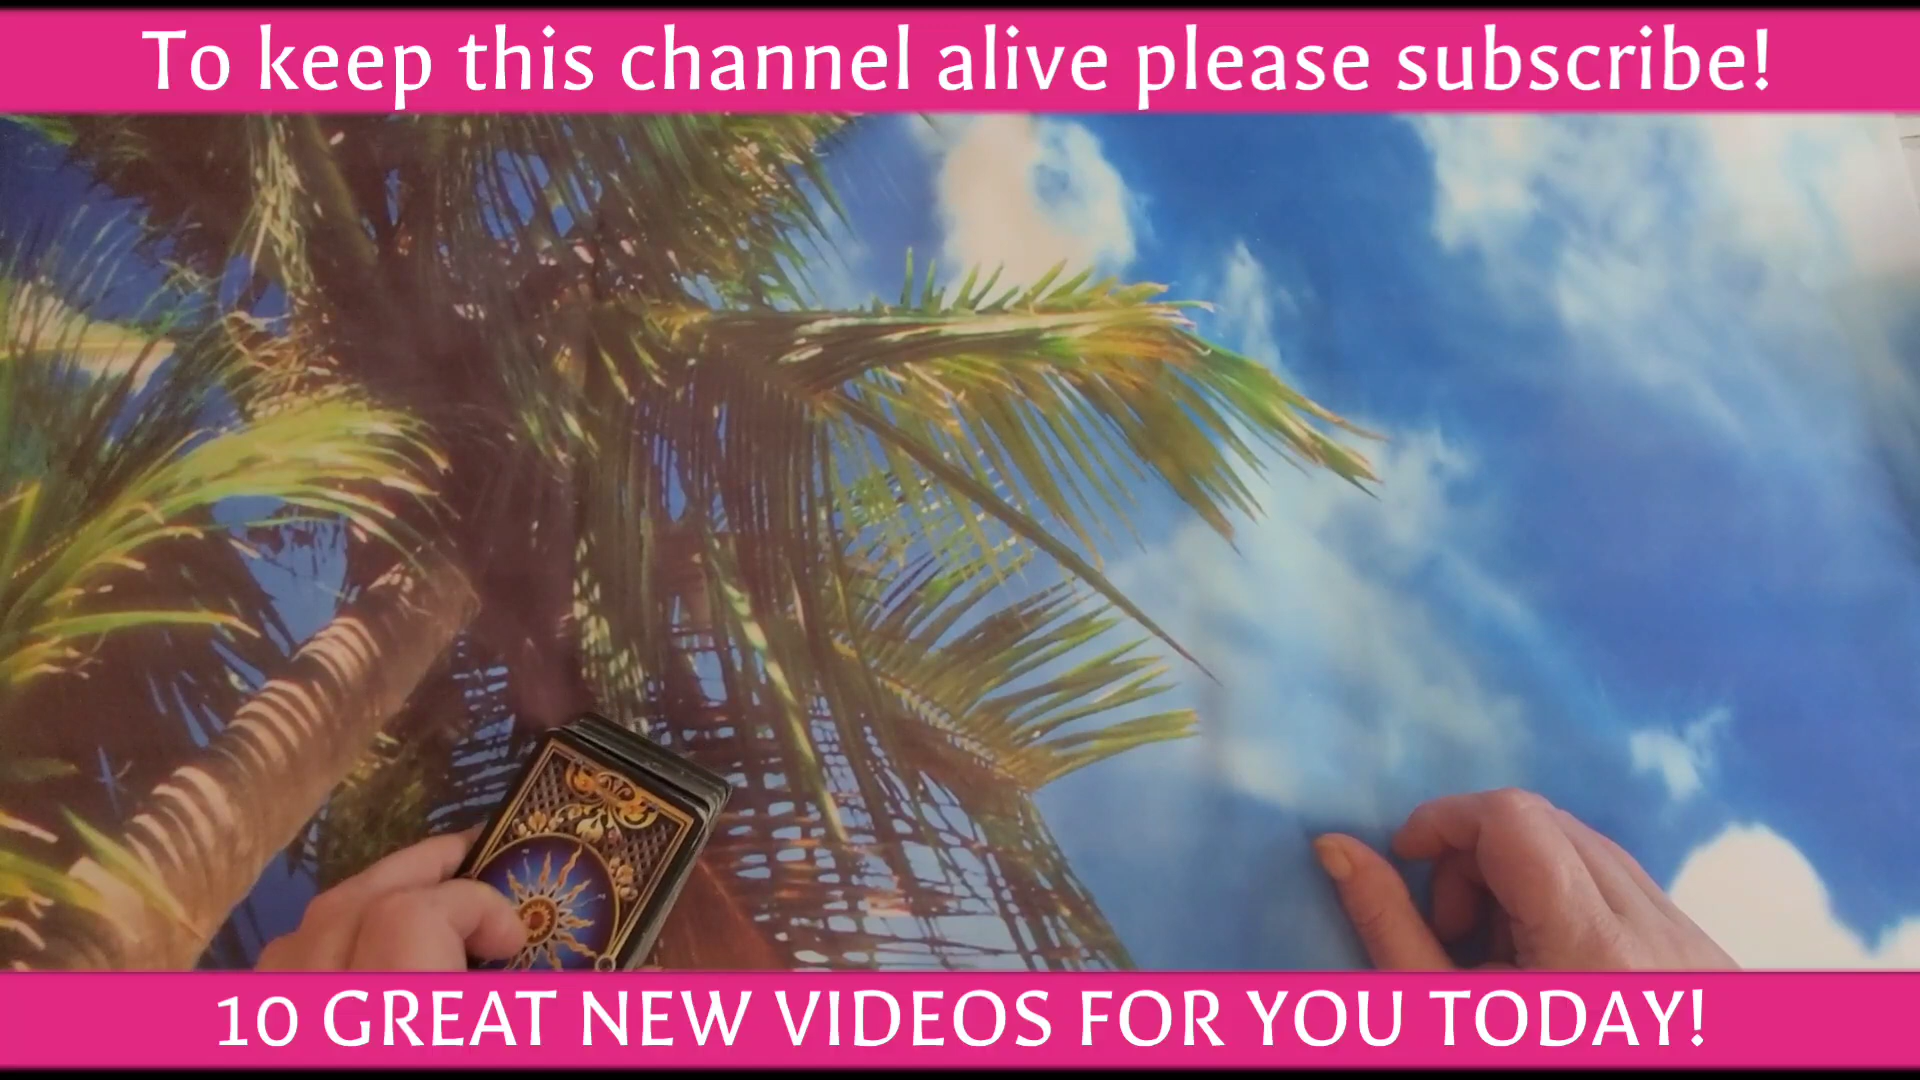 To keep this channel alive please subscribe!
10 GREAT NEW VIDEOS FOR YOU TODAY!